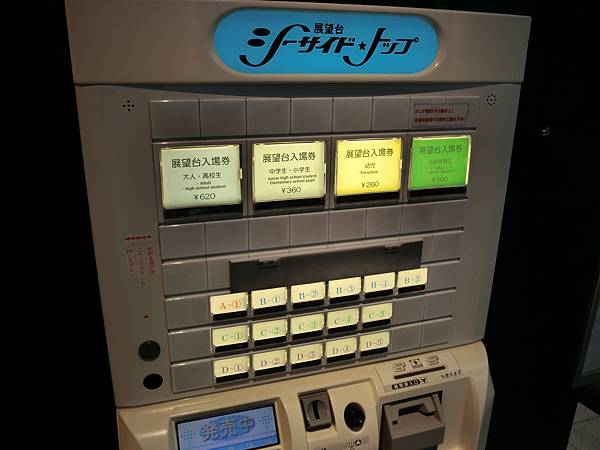 展望台
シーサイド★トップ
展望台入場券
大人・高校生
・Adult
・High school student
￥620
展望台入場券
中学生・小学生
・Junior high school student
・Elementary school pupil
￥360
展望台入場券
幼児
・Preschool
￥260
展望台入場券
￥500
A-① B-① B-② B-③ B-④ B-⑤
C-① C-② C-③ C-④ C-⑤
D-① D-② D-③ D-④ D-⑤
発売中